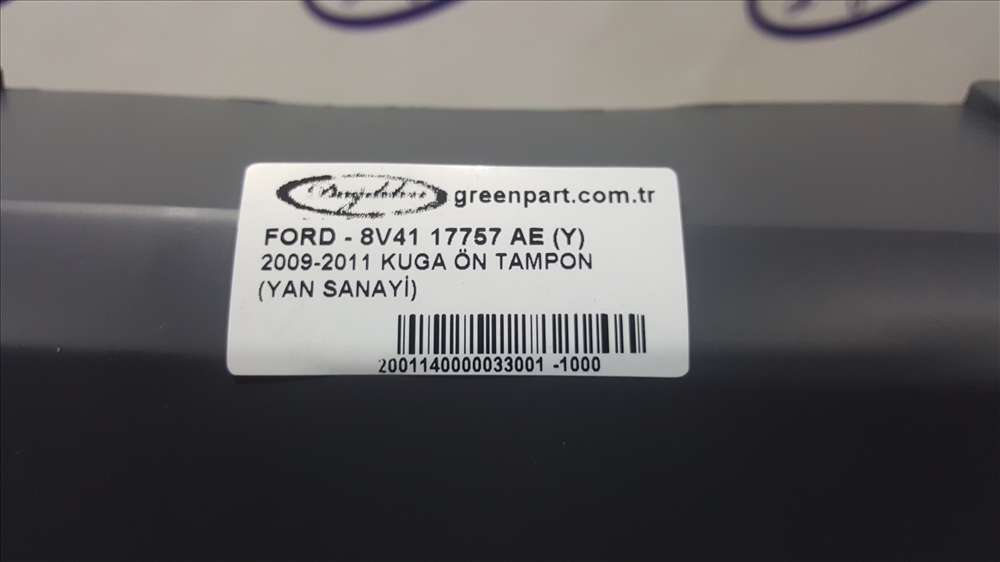 greenpart.com.tr
FORD - 8V41 17757 AE (Y)
2009-2011 KUGA ÖN TAMPON
(YAN SANAYİ)
2001140000033001 -1000